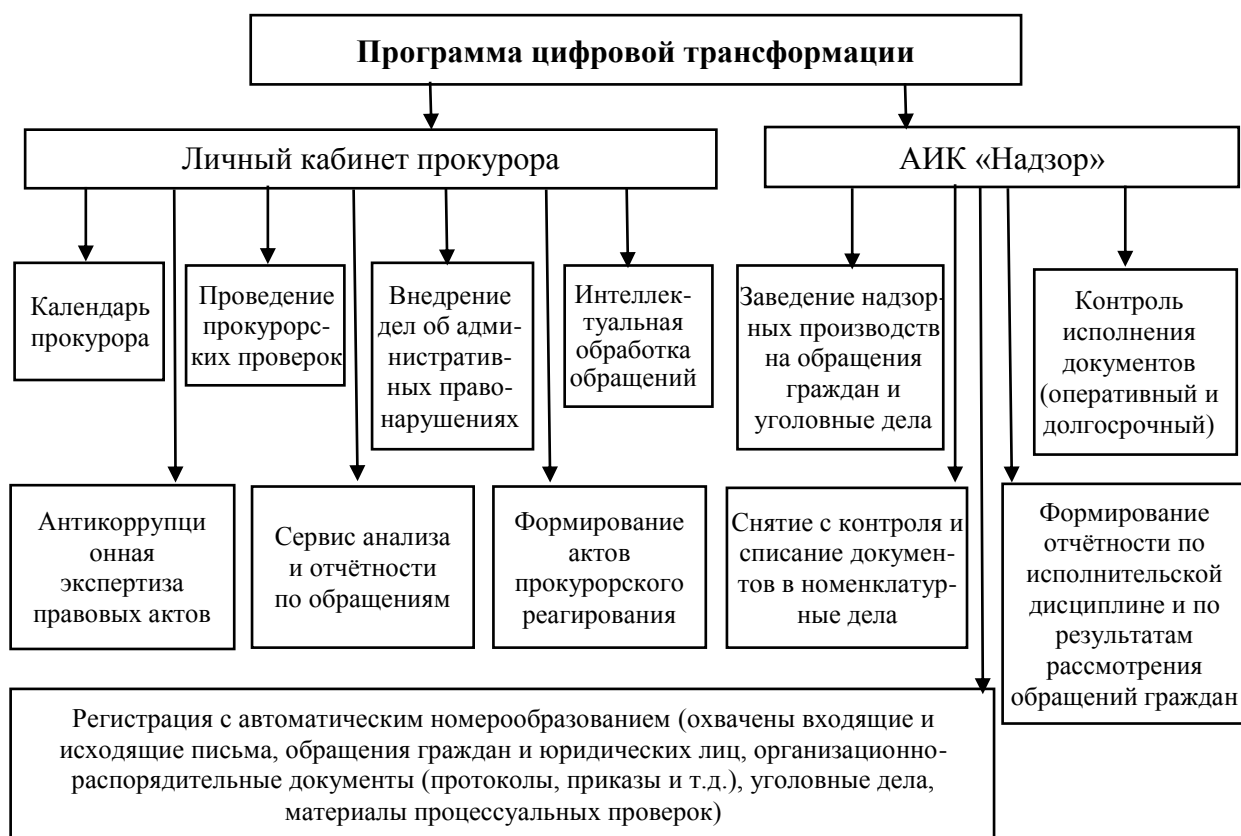 Программа цифровой трансформации
Личный кабинет прокурора
АИК «Надзор»
Календарь
прокурора
Проведение
прокурорс-
ких проверок
Внедрение
дел об адми-
нистратив-
ных право-
нарушениях
Интеллек-
туальная
обработка
обращений
Заведение надзор-
ных производств
на обращения
граждан и
уголовные дела
Контроль
исполнения
документов
(оперативный и
долгосрочный)
Антикоррупци
онная
экспертиза
правовых актов
Сервис анализа
и отчётности
по обращениям
Формирование
актов
прокурорского
реагирования
Снятие с контроля и
списание докумен-
тов в номенклатур-
ные дела
Формирование
отчётности по
исполнительской
дисциплине и по
результатам
рассмотрения
обращений граждан
Регистрация с автоматическим номерообразованием (охвачены входящие и
исходящие письма, обращения граждан и юридических лиц, организационно-
распорядительные документы (протоколы, приказы и т.д.), уголовные дела,
материалы процессуальных проверок)